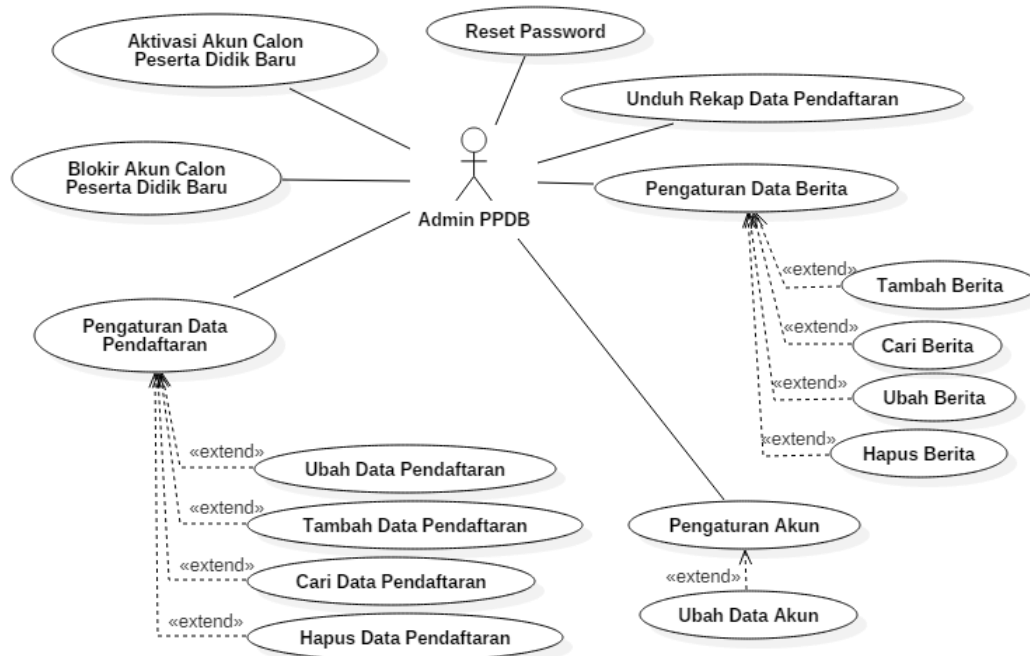 Aktivasi Akun Calon
Peserta Didik Baru
Reset Password
Unduh Rekap Data Pendaftaran
Blokir Akun Calon
Peserta Didik Baru
Pengaturan Data Berita
Admin PPDB
«extend»
Tambah Berita
Pengaturan Data
Pendaftaran
«extend»
Cari Berita
«extend»
Ubah Berita
«extend»
Hapus Berita
«extend»
Ubah Data Pendaftaran
«extend»
Tambah Data Pendaftaran
Pengaturan Akun
«extend»
Cari Data Pendaftaran
«extend»
Ubah Data Akun
«extend»
Hapus Data Pendaftaran